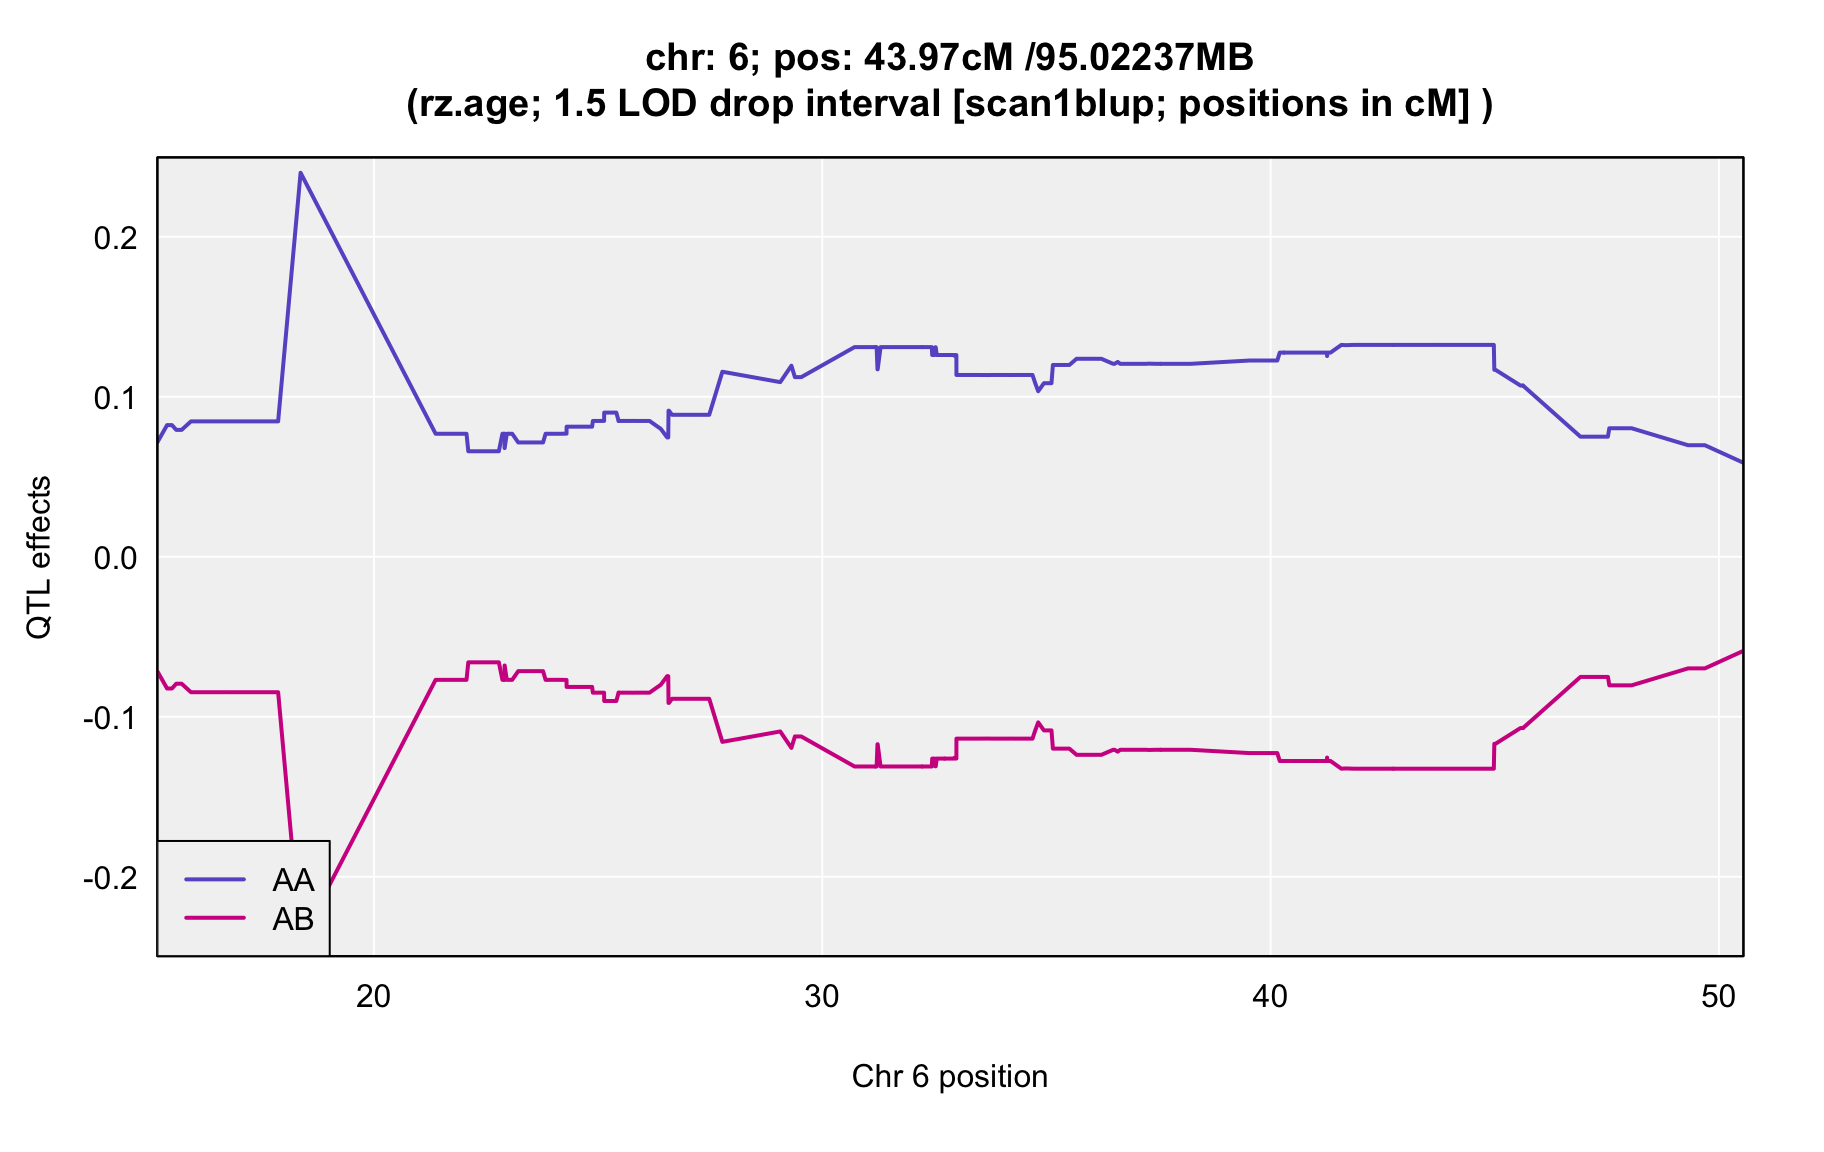 chr: 6; pos: 43.97cM /95.02237MB
(rz.age; 1.5 LOD drop interval [scan1blup; positions in cM] )
QTL effects
0.2
0.1
0.0
-0.1
-0.2
AA
AB
20 30 40 50
Chr 6 position